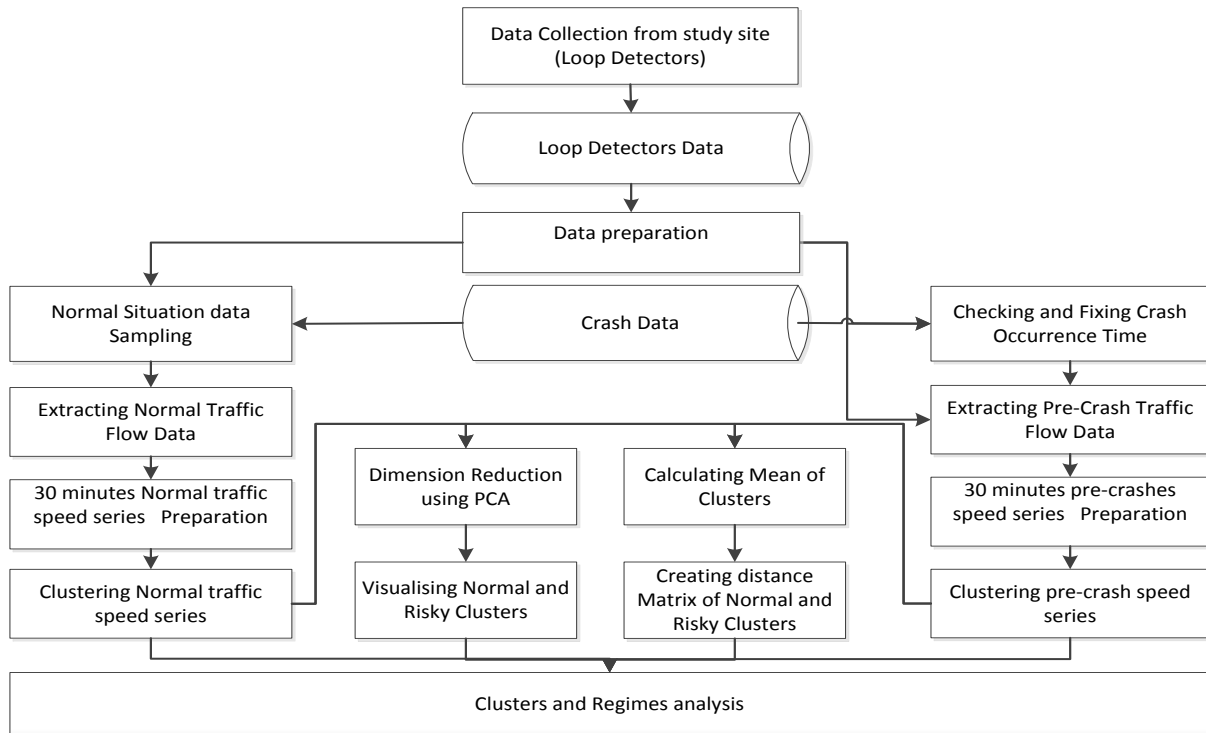 Data Collection from study site
(Loop Detectors)
Loop Detectors Data
Data preparation
Normal Situation data
Sampling
Crash Data
Checking and Fixing Crash
Occurrence Time
Extracting Normal Traffic
Flow Data
Extracting Pre-Crash Traffic
Flow Data
Dimension Reduction
using PCA
Calculating Mean of
Clusters
30 minutes Normal traffic
speed series Preparation
30 minutes pre-crashes
speed series Preparation
Clustering Normal traffic
speed series
Visualising Normal and
Risky Clusters
Creating distance
Matrix of Normal and
Risky Clusters
Clustering pre-crash speed
series
Clusters and Regimes analysis